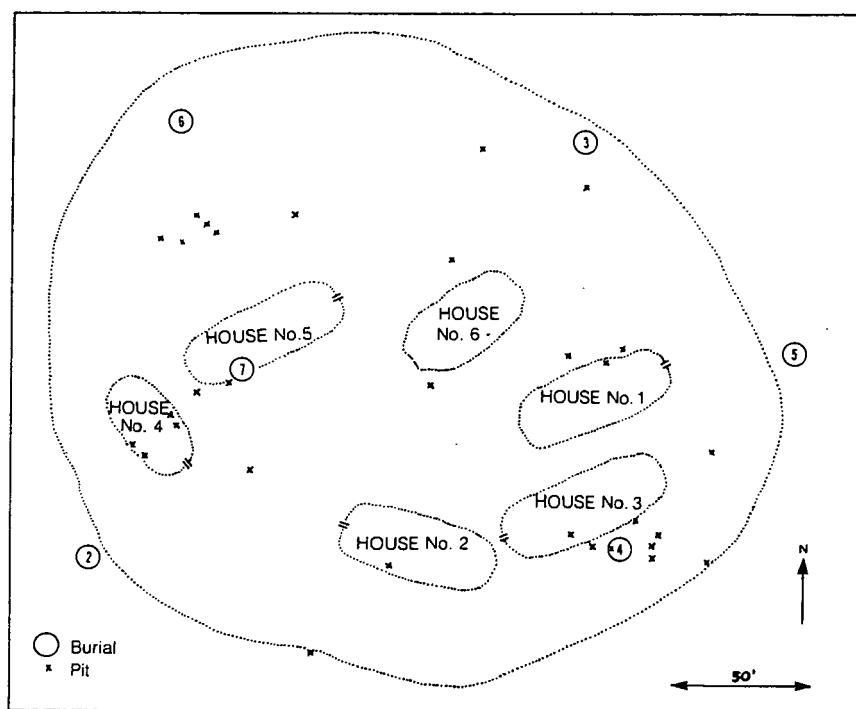 6
3
HOUSE No.5
HOUSE
No. 6
5
7
HOUSE No. 1
HOUSE
No. 4
HOUSE No. 3
2
HOUSE No. 2
4
N
Burial
Pit
50'